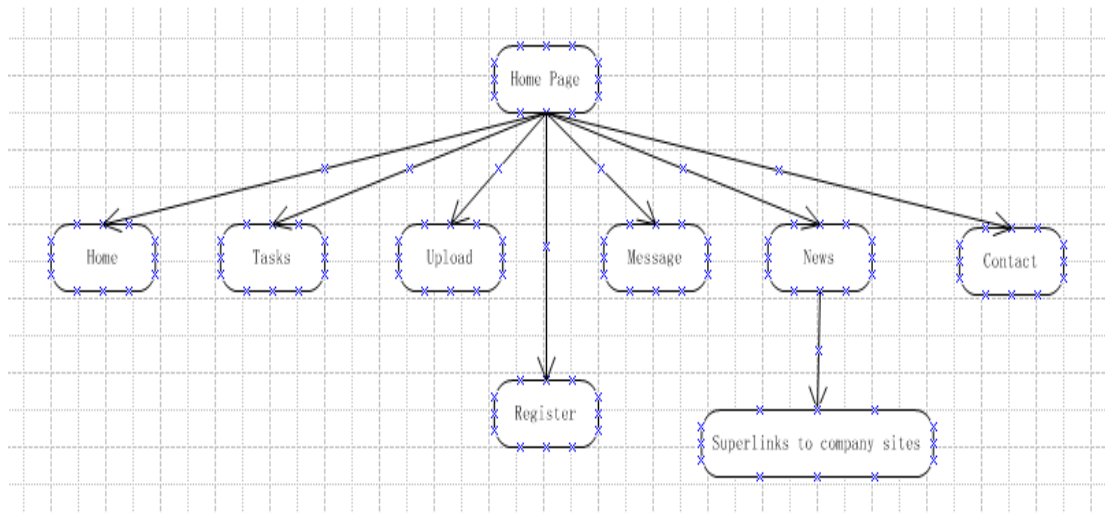 Home Page
Home
Tasks
Upload
Message
News
Contact
Register
Superlinks to company sites